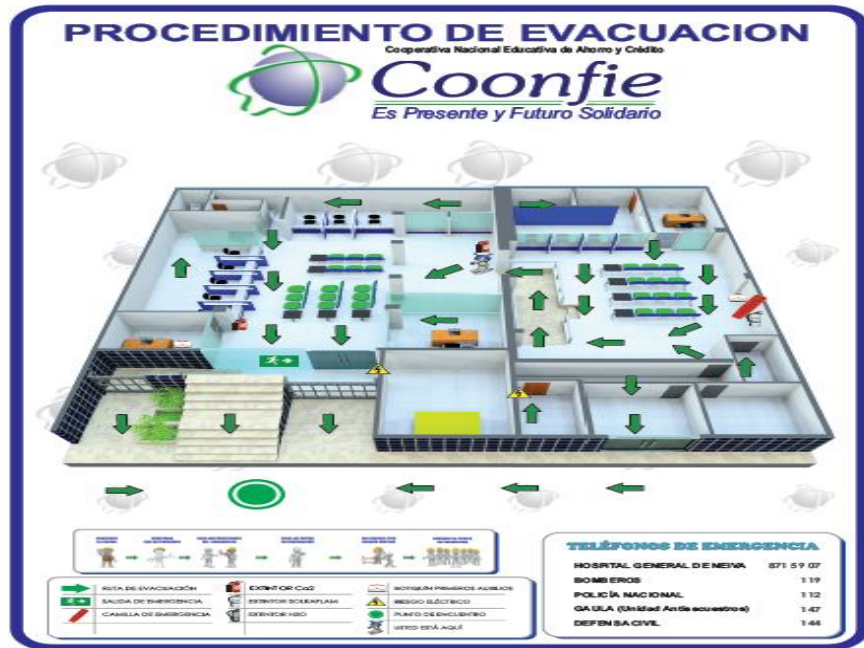 PROCEDIMIENTO DE EVACUACION
Cooperativa Nacional Educativa de Ahorro y Crédito
Coonfie
Es Presente y Futuro Solidario
TELÉFONOS DE EMERGENCIA
HOSPITAL GENERAL DE NEIVA 871 59 07
BOMBEROS 119
POLICÍA NACIONAL 112
GAULA (Unidad Antisecuestros) 147
DEFENSA CIVIL 144
RUTA DE EVACUACIÓN
SALIDA DE EMERGENCIA
CAMILLA DE EMERGENCIA
EXTINTOR Co2
EXTINTOR SOLKAFLAM
EXTINTOR H2O
BOTIQUÍN PRIMEROS AUXILIOS
RIESGO ELÉCTRICO
PUNTO DE ENCUENTRO
USTED ESTÁ AQUÍ